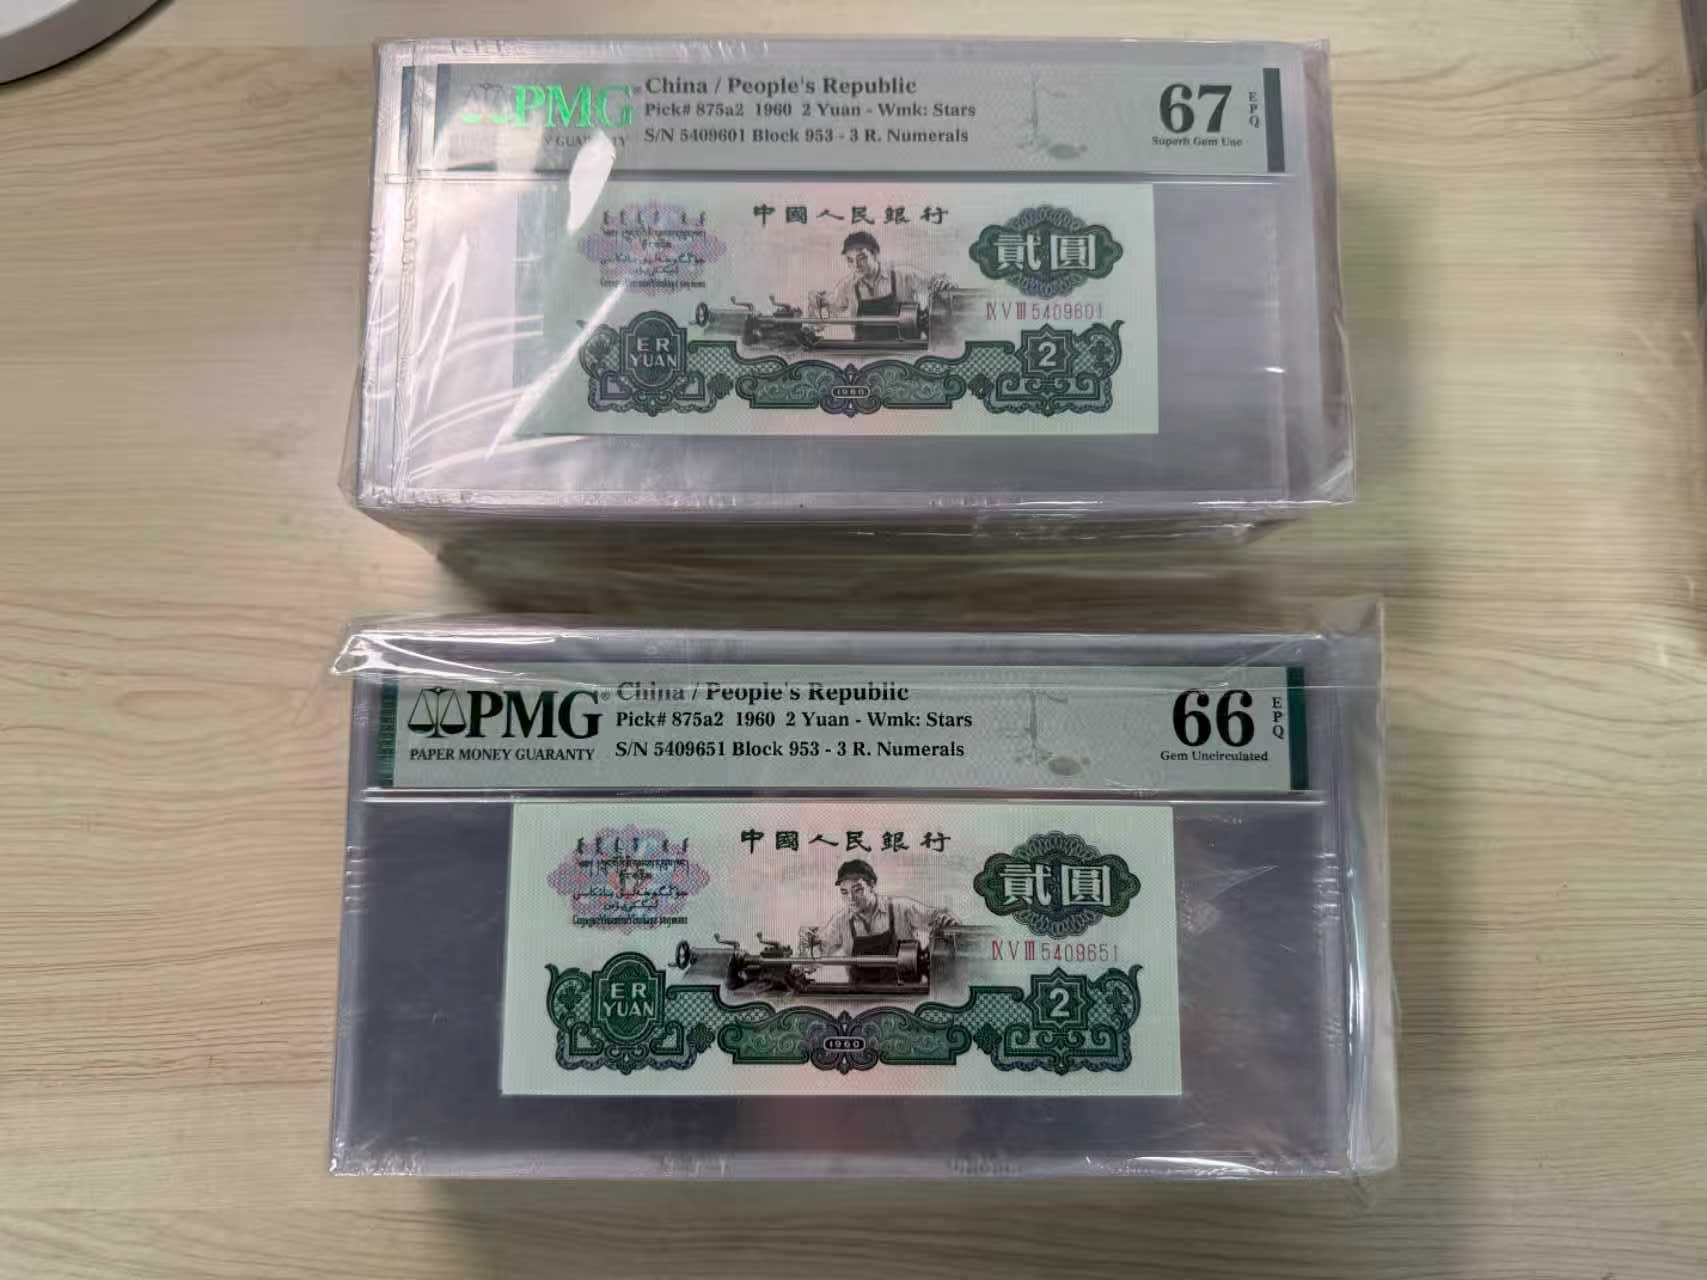 PMG®
China / People's Republic
Pick# 875a2 1960 2 Yuan - Wmk: Stars
S/N 5409601 Block 953 - 3 R. Numerals
67
EPQ
Superb Gem Unc
中國人民銀行
貳圓
ⅨⅤⅢ 5409601
ER
YUAN
2
1960
PMG®
PAPER MONEY GUARANTY
China / People's Republic
Pick# 875a2 1960 2 Yuan - Wmk: Stars
S/N 5409651 Block 953 - 3 R. Numerals
66
EPQ
Gem Uncirculated
中國人民銀行
貳圓
ⅨⅤⅢ 5409651
ER
YUAN
2
1960